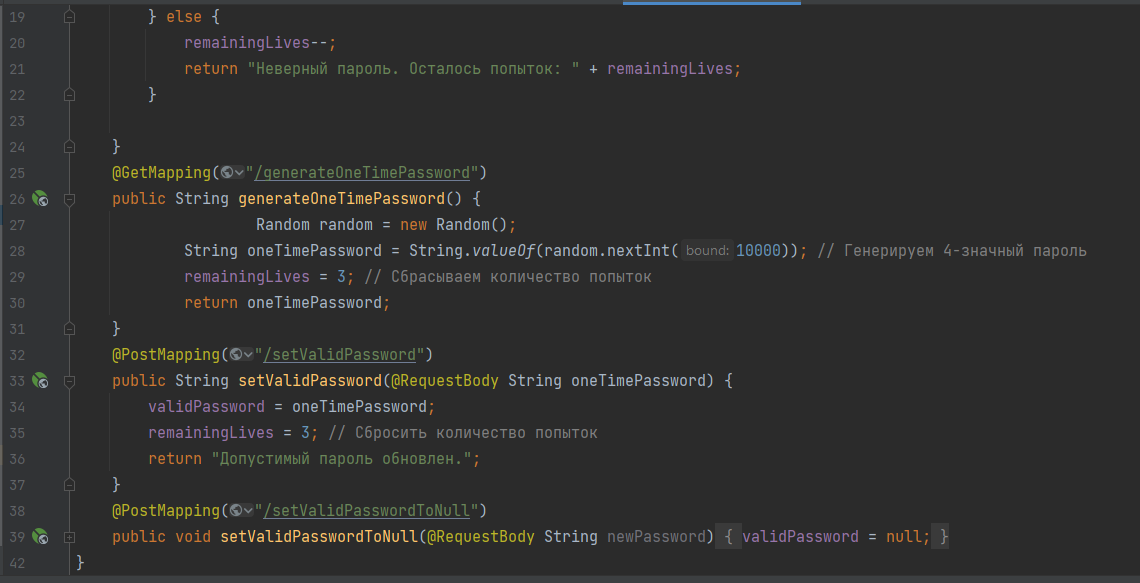 19 } else {
20 remainingLives--;
21 return "Неверный пароль. Осталось попыток: " + remainingLives;
22 }
23
24 }
25 @GetMapping("/generateOneTimePassword")
26 public String generateOneTimePassword() {
27 Random random = new Random();
28 String oneTimePassword = String.valueOf(random.nextInt( bound: 10000)); // Генерируем 4-значный пароль
29 remainingLives = 3; // Сбрасываем количество попыток
30 return oneTimePassword;
31 }
32 @PostMapping("/setValidPassword")
33 public String setValidPassword(@RequestBody String oneTimePassword) {
34 validPassword = oneTimePassword;
35 remainingLives = 3; // Сбросить количество попыток
36 return "Допустимый пароль обновлен.";
37 }
38 @PostMapping("/setValidPasswordToNull")
39 public void setValidPasswordToNull(@RequestBody String newPassword) { validPassword = null; }
42 }